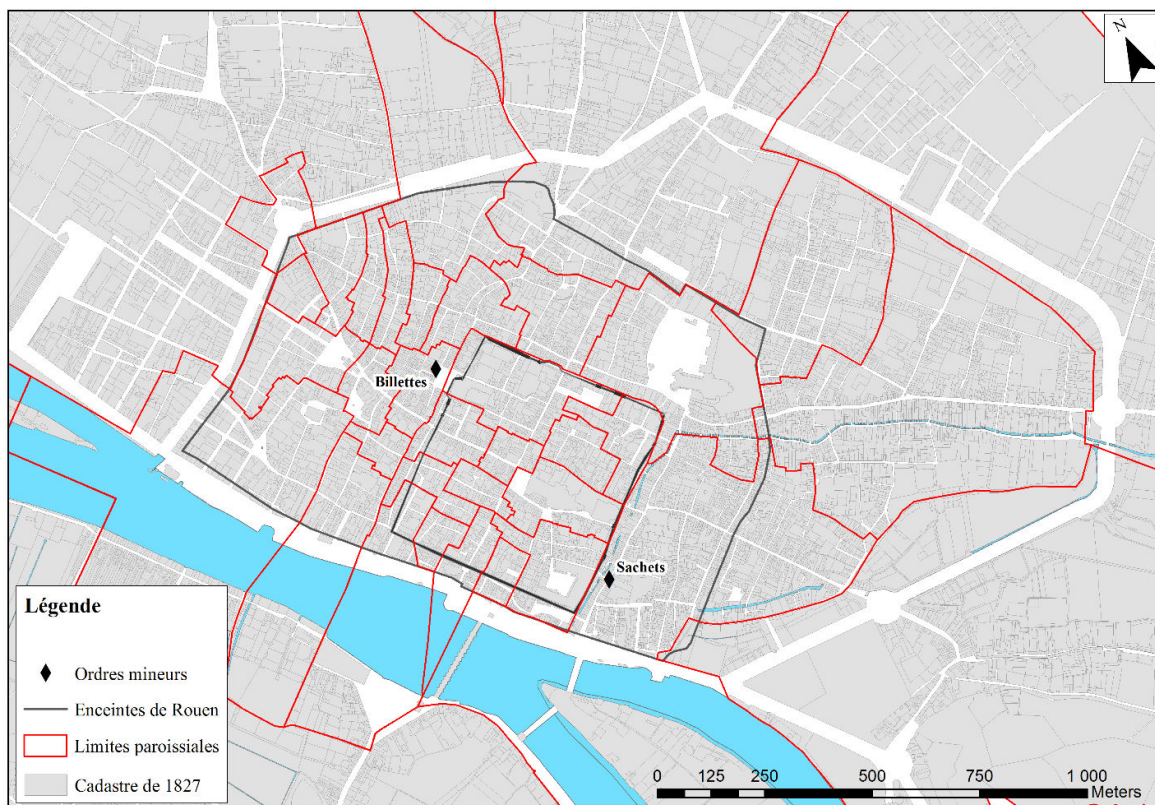 N
Billettes
Sachets
Légende
Ordres mineurs
Enceintes de Rouen
Limites paroissiales
Cadastre de 1827
0 125 250 500 750 1 000
Meters